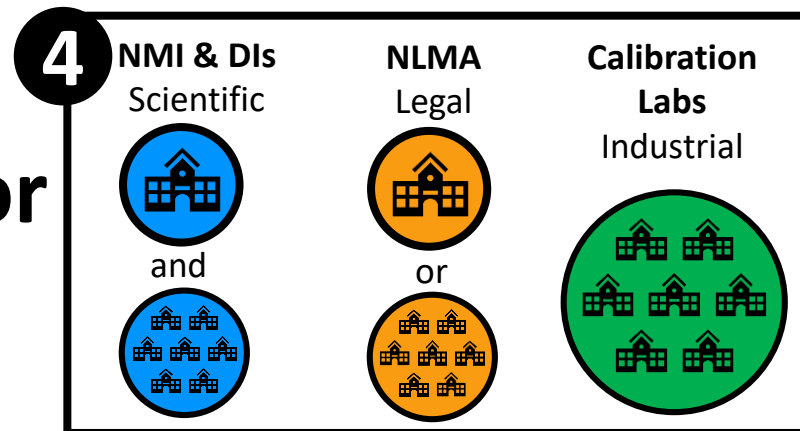 4
NMI & DIs
Scientific
and
NLMA
Legal
or
Calibration
Labs
Industrial
or